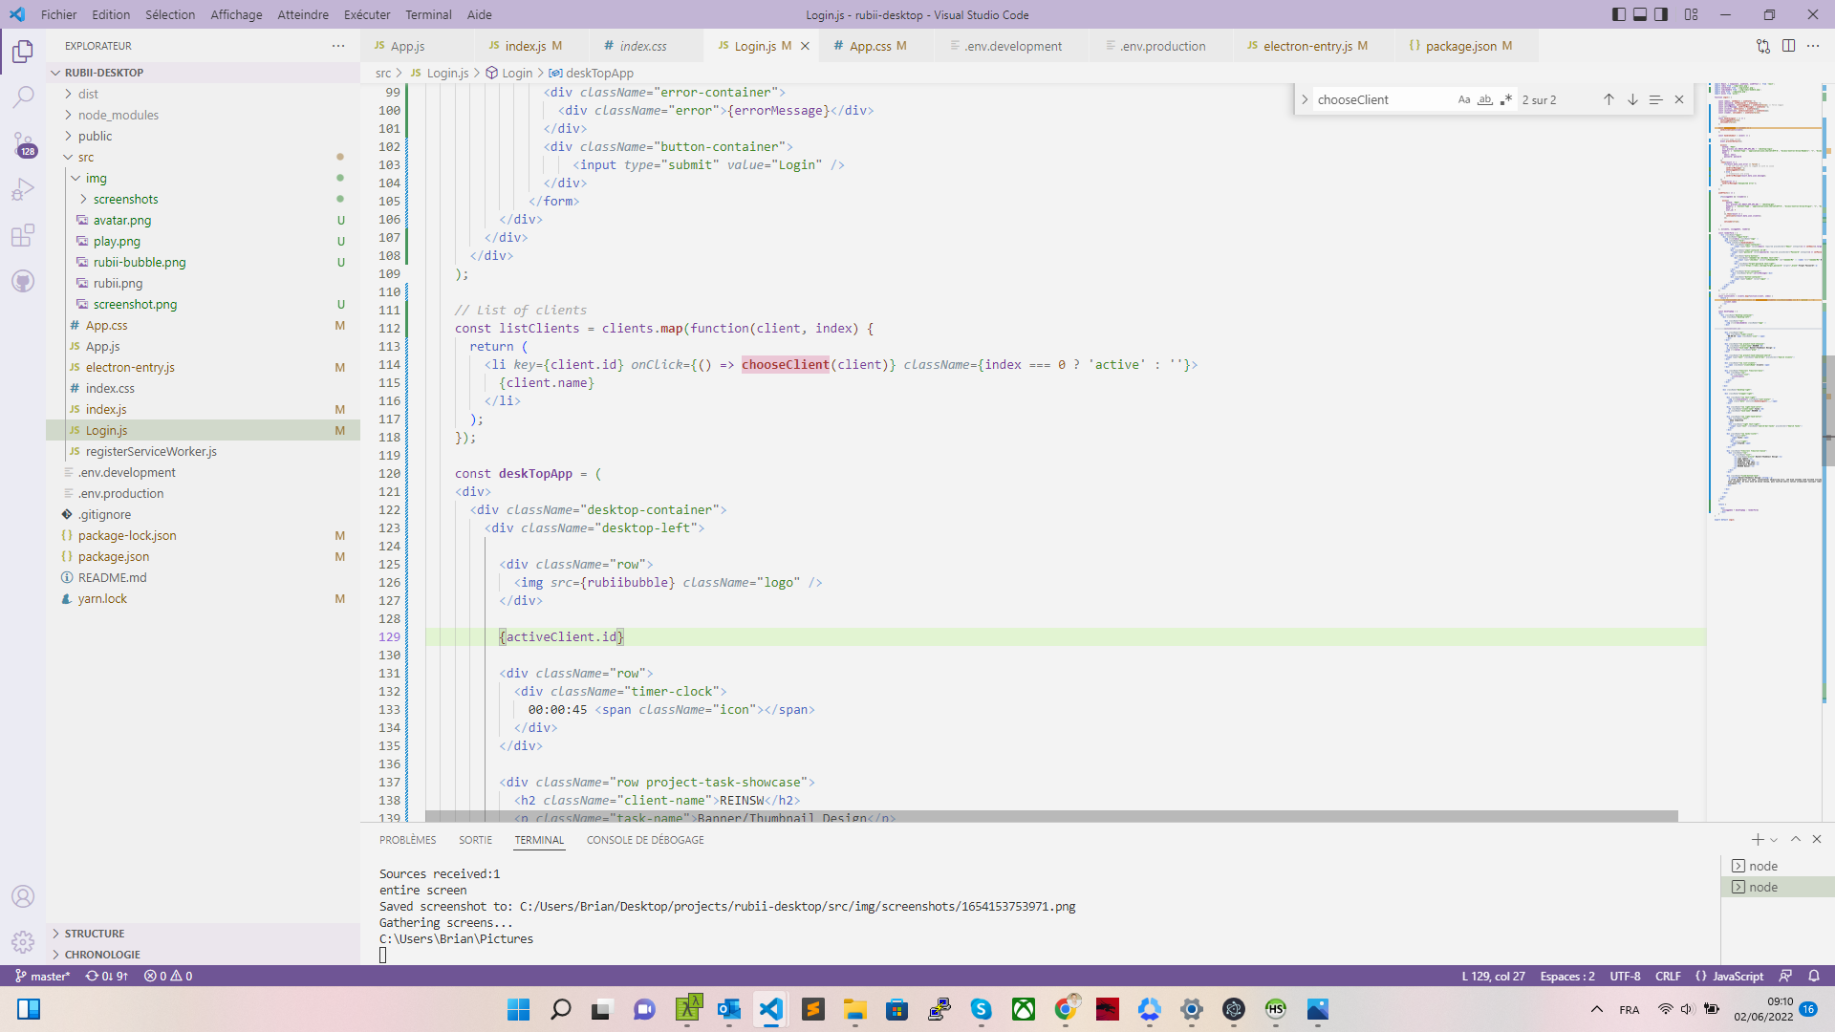 Fichier Edition Sélection Affichage Atteindre Exécuter Terminal Aide
Login.js - rubii-desktop - Visual Studio Code
EXPLORATEUR
RUBII-DESKTOP
dist
node_modules
public
src
img
screenshots
avatar.png U
play.png U
rubii-bubble.png U
rubii.png
screenshot.png U
# App.css M
JS App.js
JS electron-entry.js M
# index.css
JS index.js M
JS Login.js M
JS registerServiceWorker.js
.env.development
.env.production
.gitignore
{} package-lock.json M
{} package.json M
README.md
yarn.lock M
STRUCTURE
CHRONOLOGIE
128
JS App.js
JS index.js M
# index.css
JS Login.js M
# App.css M
.env.development
.env.production
JS electron-entry.js M
{} package.json M
src > JS Login.js > Login > deskTopApp
chooseClient Aa ab 2 sur 2
99 <div className="error-container">
100 <div className="error">{errorMessage}</div>
101 </div>
102 <div className="button-container">
103 <input type="submit" value="Login" />
104 </div>
105 </form>
106 </div>
107 </div>
108 </div>
109 );
110
111 // List of clients
112 const listClients = clients.map(function(client, index) {
113 return (
114 <li key={client.id} onClick={() => chooseClient(client)} className={index === 0 ? 'active' : ''}>
115 {client.name}
116 </li>
117 );
118 });
119
120 const deskTopApp = (
121 <div>
122 <div className="desktop-container">
123 <div className="desktop-left">
124
125 <div className="row">
126 <img src={rubiibubble} className="logo" />
127 </div>
128
129 {activeClient.id}
130
131 <div className="row">
132 <div className="timer-clock">
133 00:00:45 <span className="icon"></span>
134 </div>
135 </div>
136
137 <div className="row project-task-showcase">
138 <h2 className="client-name">REINSW</h2>
139 <p className="task-name">Banner/Thumbnail Design</p>
PROBLÈMES SORTIE TERMINAL CONSOLE DE DÉBOGAGE
Sources received:1
entire screen
Saved screenshot to: C:/Users/Brian/Desktop/projects/rubii-desktop/src/img/screenshots/1654153753971.png
Gathering screens...
C:\Users\Brian\Pictures
node
node
master* 0↓ 9↑ 0 0
L 129, col 27 Espaces : 2 UTF-8 CRLF {} JavaScript
FRA
09:10
02/06/2022 16